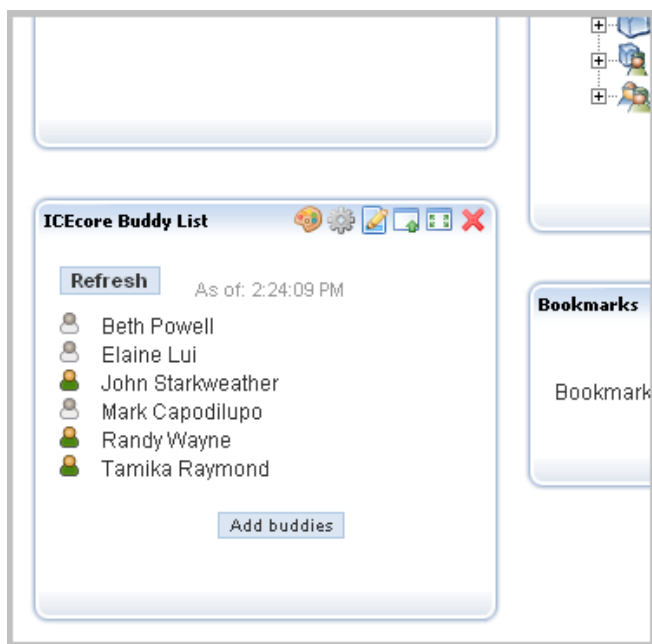 ICEcore Buddy List
Refresh
As of: 2:24:09 PM
Beth Powell
Elaine Lui
John Starkweather
Mark Capodilupo
Randy Wayne
Tamika Raymond
Add buddies
Bookmarks
Bookmark